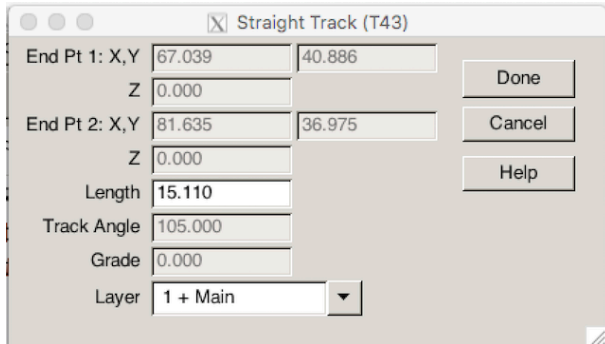 Straight Track (T43)
End Pt 1: X,Y 67.039 40.886
Z 0.000
Done
End Pt 2: X,Y 81.635 36.975
Cancel
Z 0.000
Help
Length 15.110
Track Angle 105.000
Grade 0.000
Layer 1 + Main